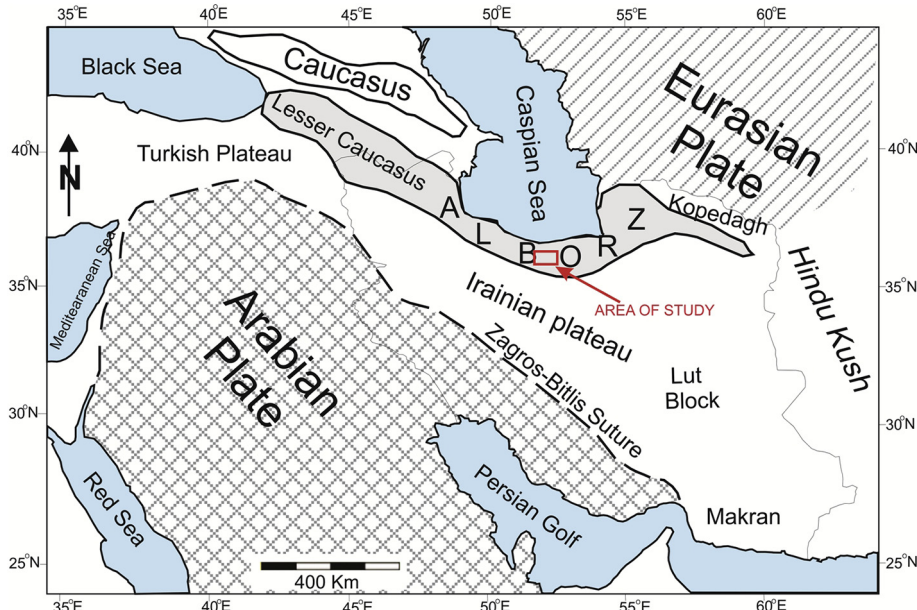 35°E 40°E 45°E 50°E 55°E 60°E
Black Sea
Caucasus
Lesser Caucasus
Caspian Sea
Eurasian
Plate
40°N
40°N
N
Turkish Plateau
Kopedagh
A L B O R Z
Meditearanean Sea
35°N
35°N
AREA OF STUDY
Hindu Kush
Irainian plateau
Arabian
Plate
Zagros-Bitlis Suture
Lut
Block
30°N
30°N
Red Sea
Persian Golf
Makran
25°N
25°N
400 Km
35°E 40°E 45°E 50°E 55°E 60°E